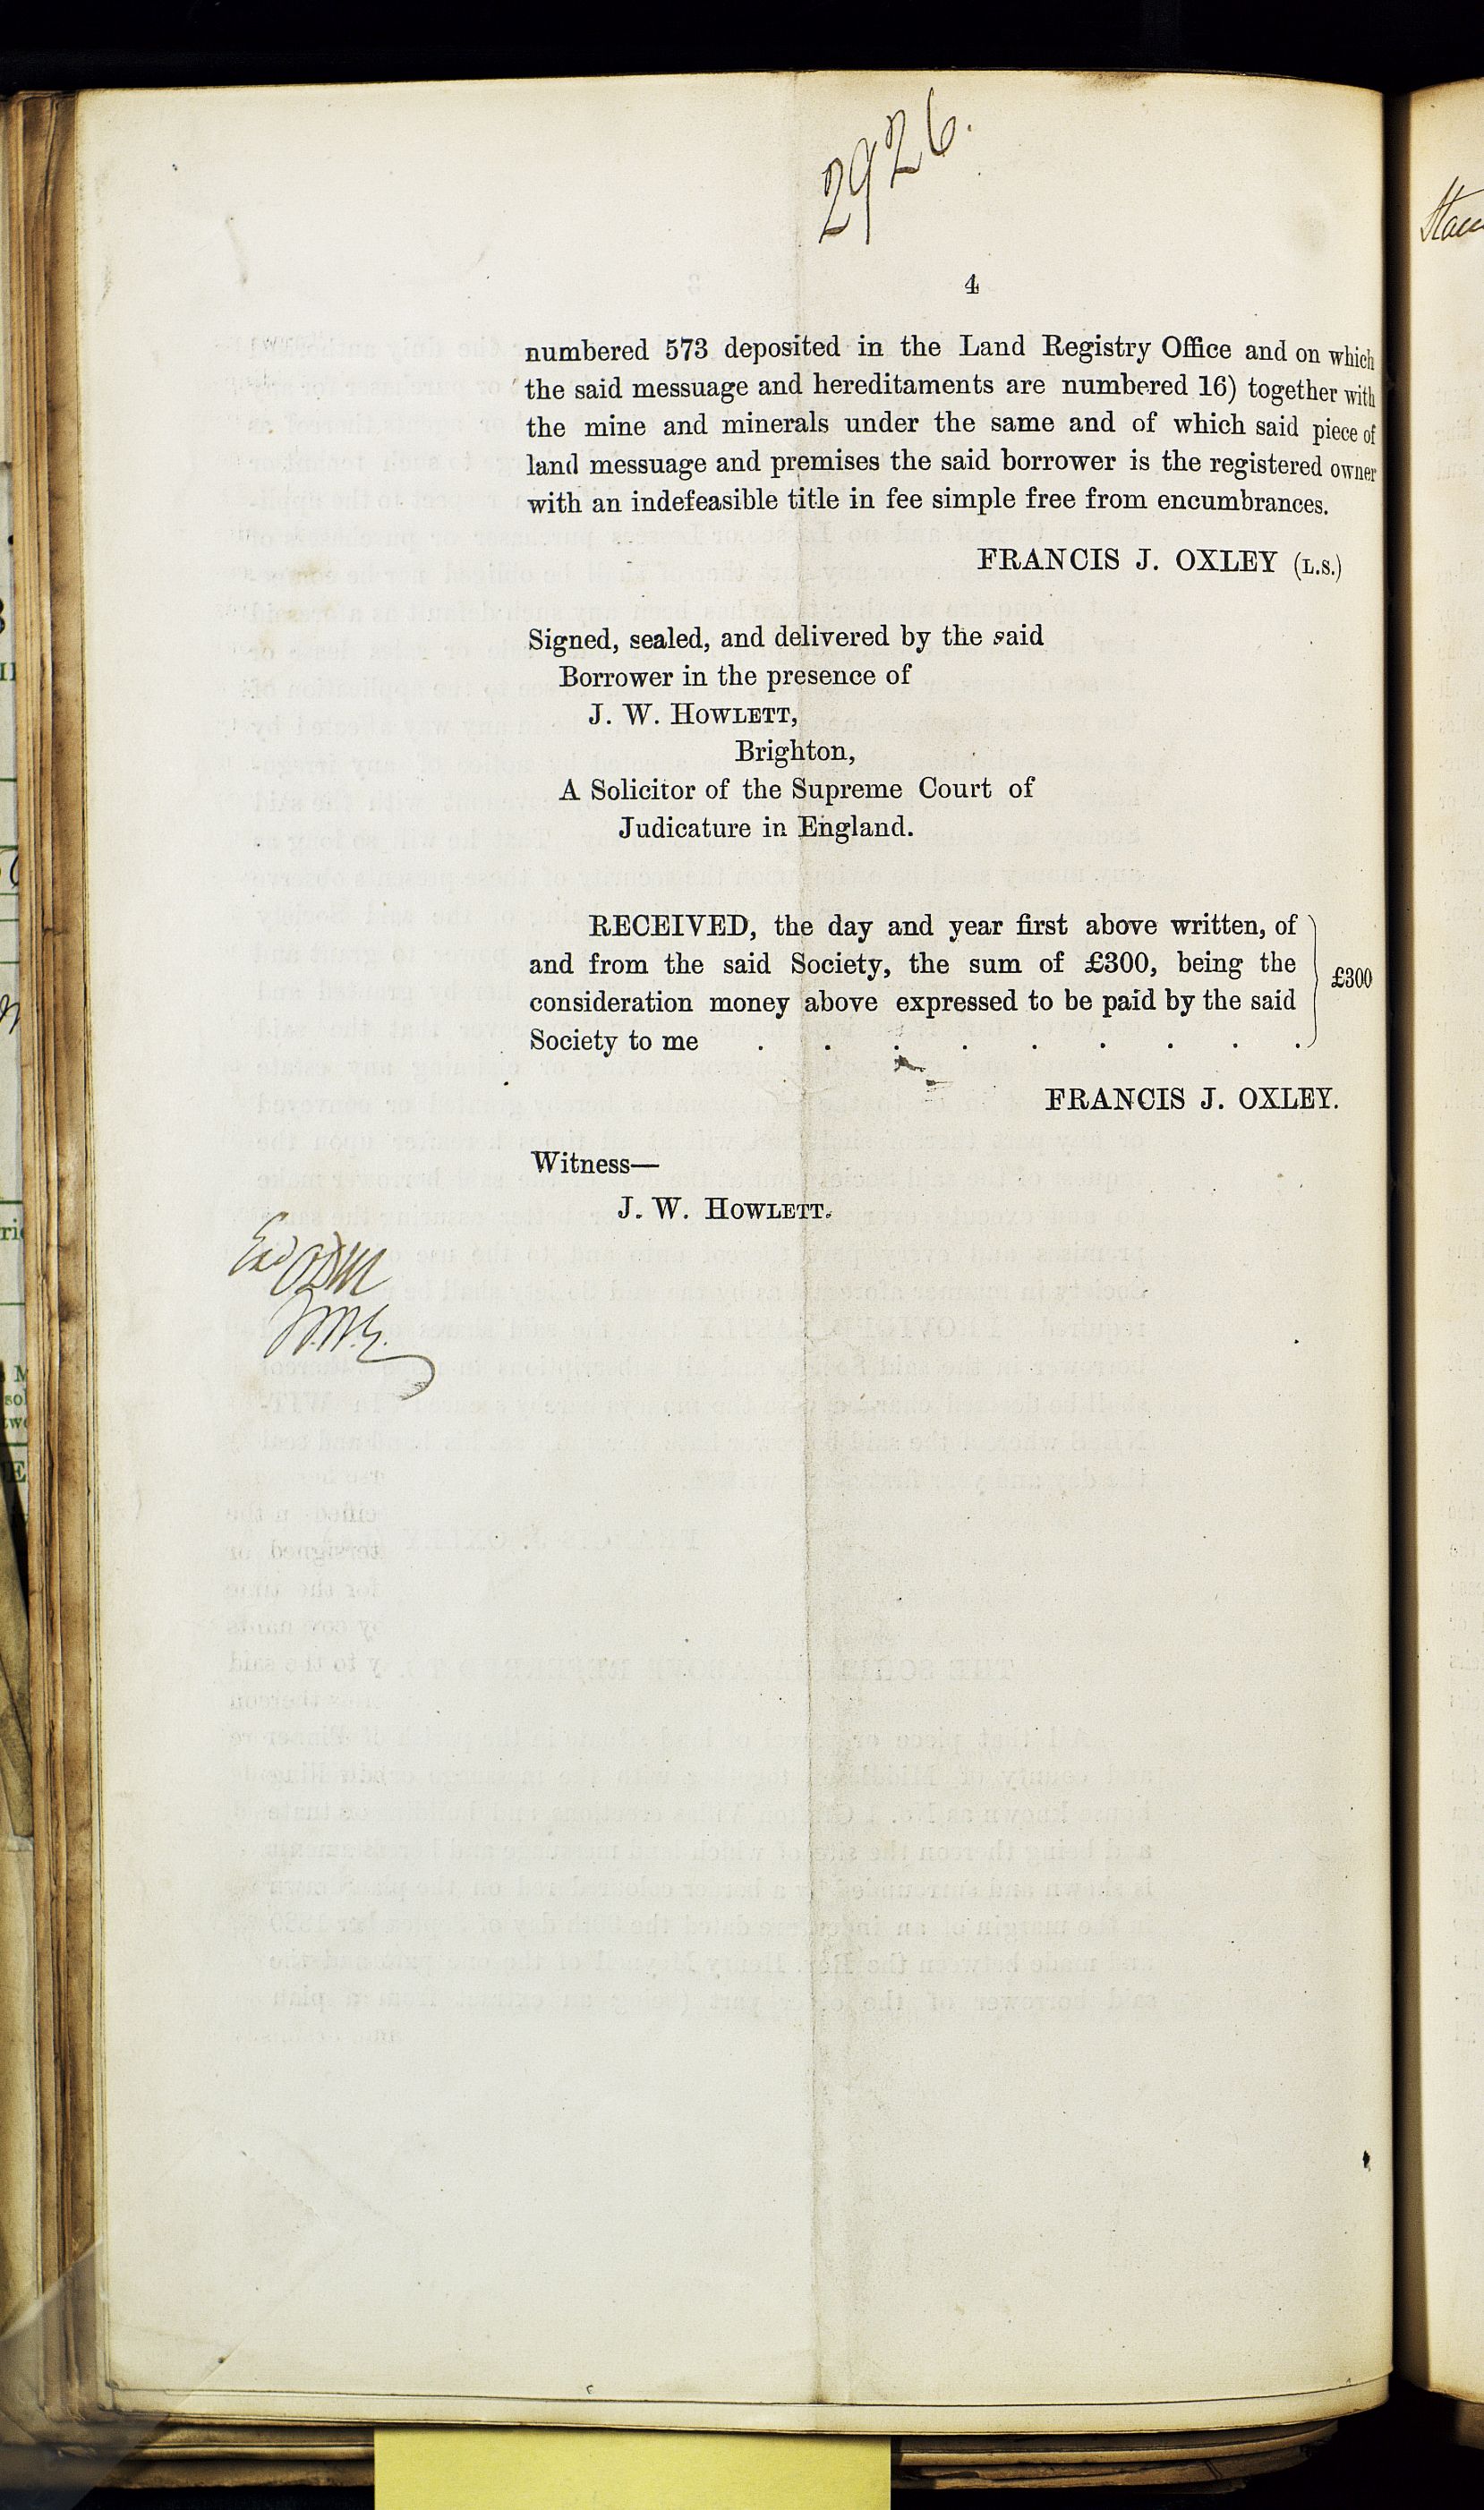 2926.
4
numbered 573 deposited in the Land Registry Office and on which
the said messuage and hereditaments are numbered 16) together with
the mine and minerals under the same and of which said piece of
land messuage and premises the said borrower is the registered owner
with an indefeasible title in fee simple free from encumbrances.
FRANCIS J. OXLEY (L.S.)
Signed, sealed, and delivered by the said
Borrower in the presence of
J. W. HOWLETT,
Brighton,
A Solicitor of the Supreme Court of
Judicature in England.
RECEIVED, the day and year first above written, of
and from the said Society, the sum of £300, being the
consideration money above expressed to be paid by the said
Society to me . . . . . . . . .
£300
FRANCIS J. OXLEY.
Witness—
J. W. HOWLETT.